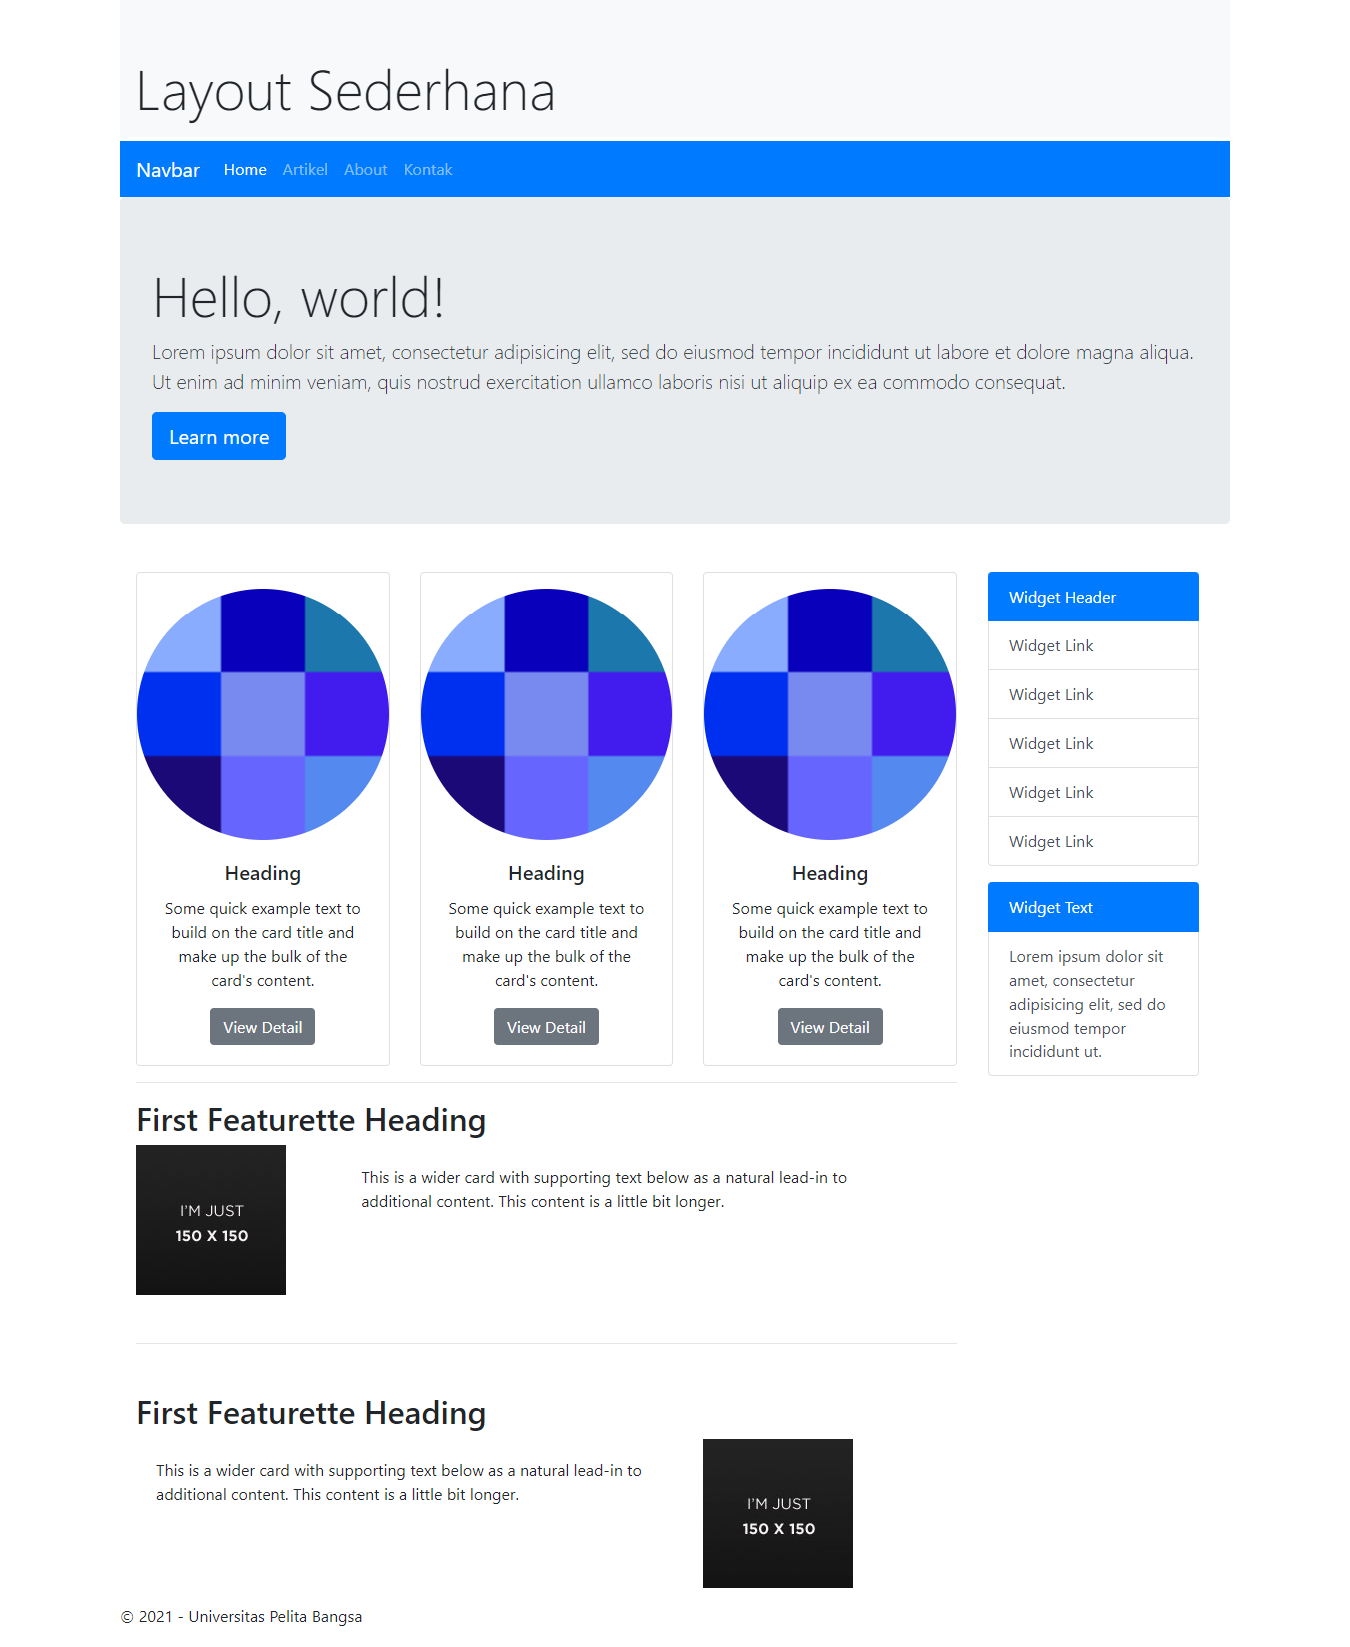 Layout Sederhana
Navbar Home Artikel About Kontak
Hello, world!
Lorem ipsum dolor sit amet, consectetur adipisicing elit, sed do eiusmod tempor incididunt ut labore et dolore magna aliqua.
Ut enim ad minim veniam, quis nostrud exercitation ullamco laboris nisi ut aliquip ex ea commodo consequat.
Learn more
Heading
Some quick example text to
build on the card title and
make up the bulk of the
card's content.
View Detail
Heading
Some quick example text to
build on the card title and
make up the bulk of the
card's content.
View Detail
Heading
Some quick example text to
build on the card title and
make up the bulk of the
card's content.
View Detail
Widget Header
Widget Link
Widget Link
Widget Link
Widget Link
Widget Link
Widget Text
Lorem ipsum dolor sit
amet, consectetur
adipisicing elit, sed do
eiusmod tempor
incididunt ut.
First Featurette Heading
I'M JUST
150 X 150
This is a wider card with supporting text below as a natural lead-in to
additional content. This content is a little bit longer.
First Featurette Heading
This is a wider card with supporting text below as a natural lead-in to
additional content. This content is a little bit longer.
I'M JUST
150 X 150
© 2021 - Universitas Pelita Bangsa